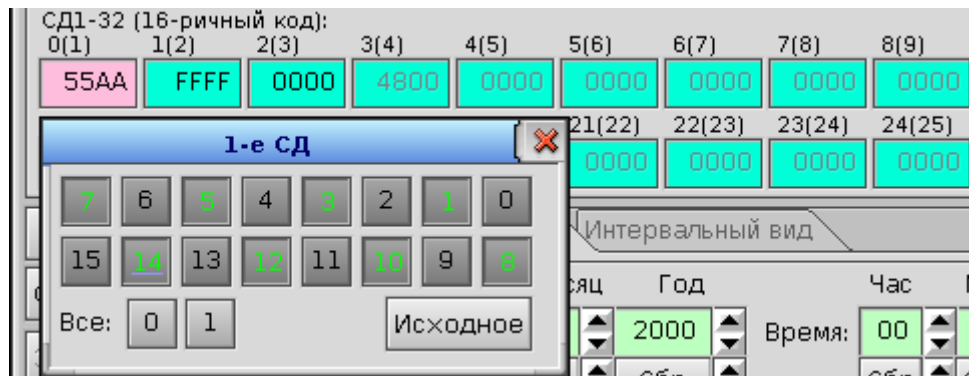 СД1-32 (16-ричный код):
0(1) 1(2) 2(3) 3(4) 4(5) 5(6) 6(7) 7(8) 8(9)
55AA FFFF 0000 4800 0000 0000 0000 0000 0000
21(22) 22(23) 23(24) 24(25)
1-е СД
0000 0000 0000 0000
7 6 5 4 3 2 1 0
Интервальный вид
15 14 13 12 11 10 9 8
Год Час
Все: 0 1 Исходное
2000 Время: 00